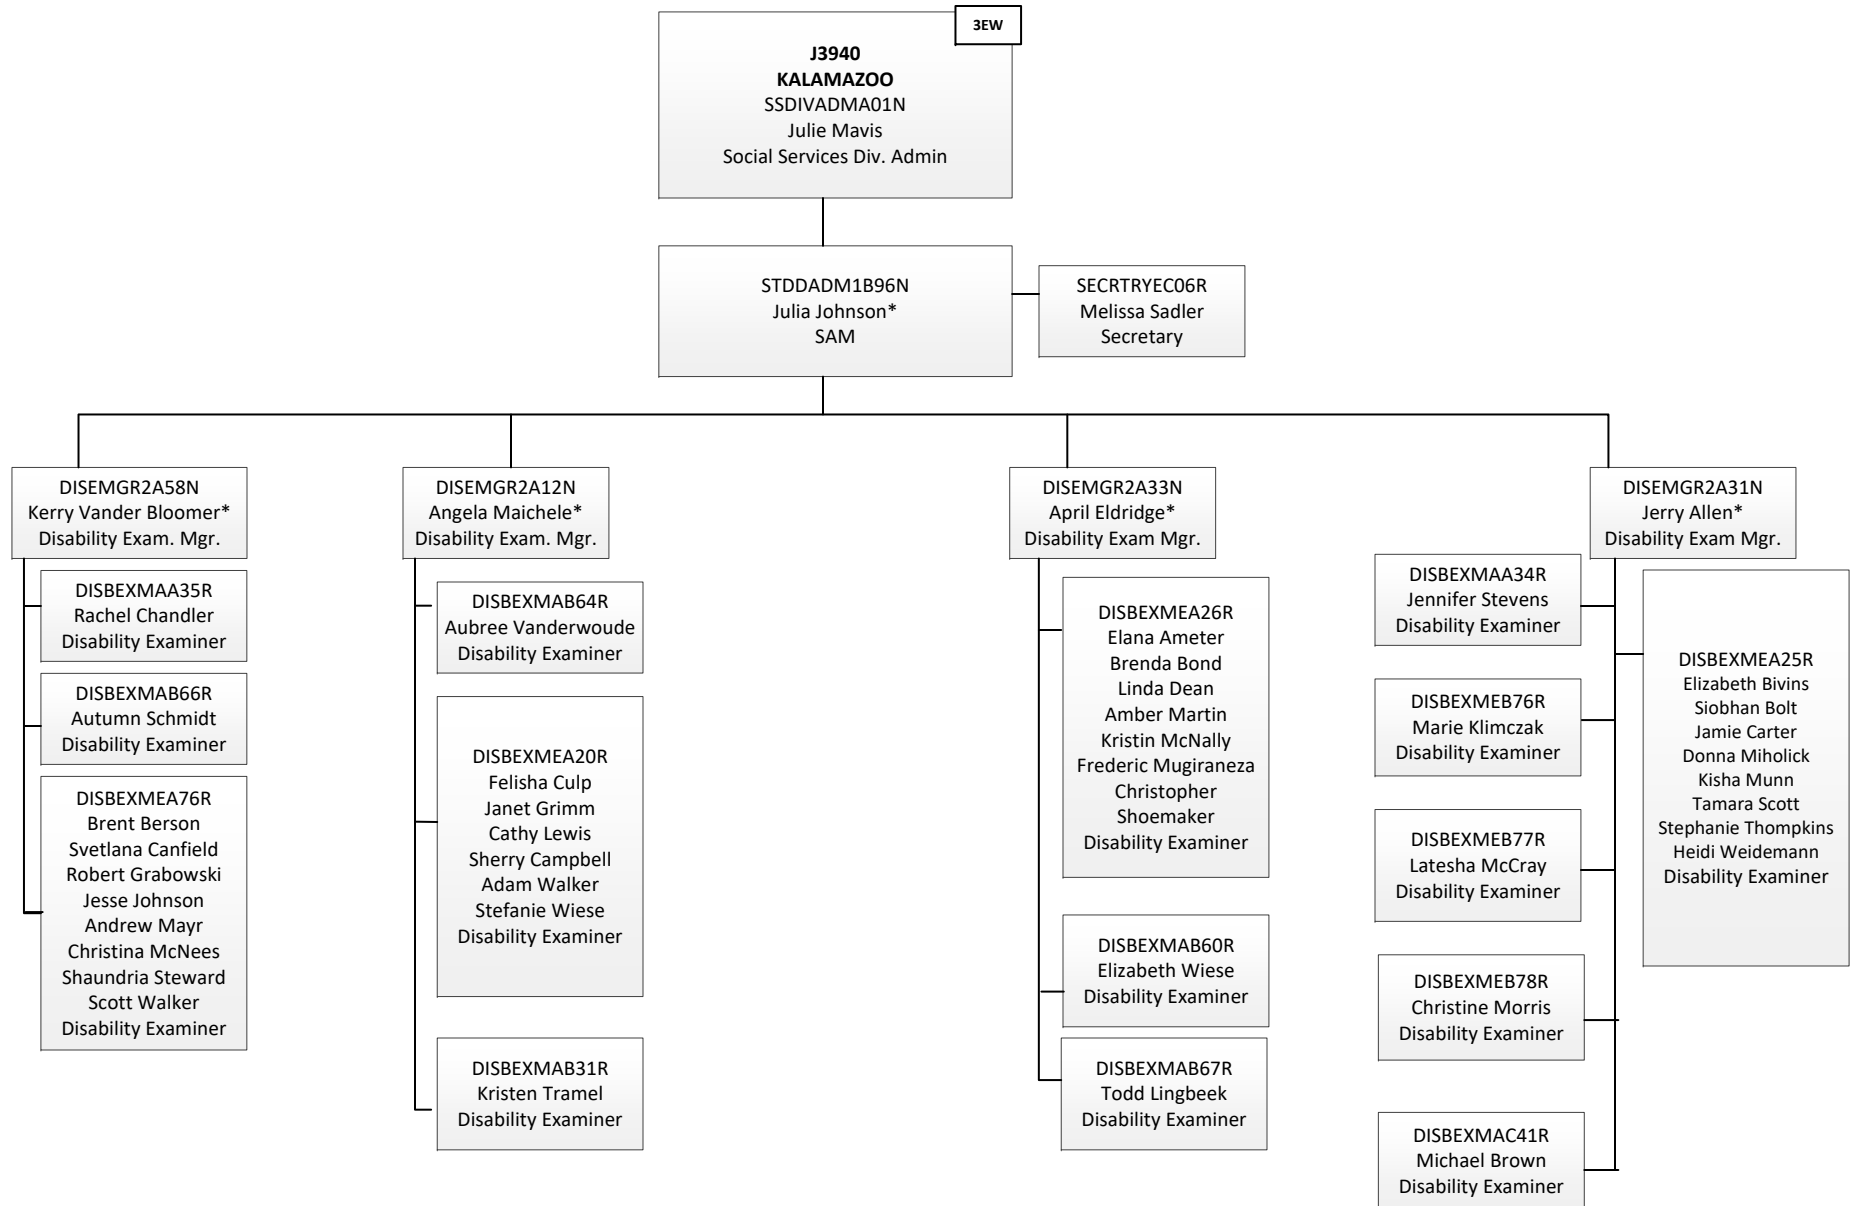 3EW
J3940
KALAMAZOO
SSDIVADMA01N
Julie Mavis
Social Services Div. Admin
STDDADM1B96N
Julia Johnson*
SAM
SECRTRYEC06R
Melissa Sadler
Secretary
DISEMGR2A58N
Kerry Vander Bloomer*
Disability Exam. Mgr.
DISBEXMAA35R
Rachel Chandler
Disability Examiner
DISBEXMAB66R
Autumn Schmidt
Disability Examiner
DISBEXMEA76R
Brent Berson
Svetlana Canfield
Robert Grabowski
Jesse Johnson
Andrew Mayr
Christina McNees
Shaundria Steward
Scott Walker
Disability Examiner
DISEMGR2A12N
Angela Maichele*
Disability Exam. Mgr.
DISBEXMAB64R
Aubree Vanderwoude
Disability Examiner
DISBEXMEA20R
Felisha Culp
Janet Grimm
Cathy Lewis
Sherry Campbell
Adam Walker
Stefanie Wiese
Disability Examiner
DISBEXMAB31R
Kristen Tramel
Disability Examiner
DISEMGR2A33N
April Eldridge*
Disability Exam Mgr.
DISBEXMEA26R
Elana Ameter
Brenda Bond
Linda Dean
Amber Martin
Kristin McNally
Frederic Mugiraneza
Christopher
Shoemaker
Disability Examiner
DISBEXMAB60R
Elizabeth Wiese
Disability Examiner
DISBEXMAB67R
Todd Lingbeek
Disability Examiner
DISEMGR2A31N
Jerry Allen*
Disability Exam Mgr.
DISBEXMAA34R
Jennifer Stevens
Disability Examiner
DISBEXMEB76R
Marie Klimczak
Disability Examiner
DISBEXMEB77R
Latesha McCray
Disability Examiner
DISBEXMEB78R
Christine Morris
Disability Examiner
DISBEXMAC41R
Michael Brown
Disability Examiner
DISBEXMEA25R
Elizabeth Bivins
Siobhan Bolt
Jamie Carter
Donna Miholick
Kisha Munn
Tamara Scott
Stephanie Thompkins
Heidi Weidemann
Disability Examiner